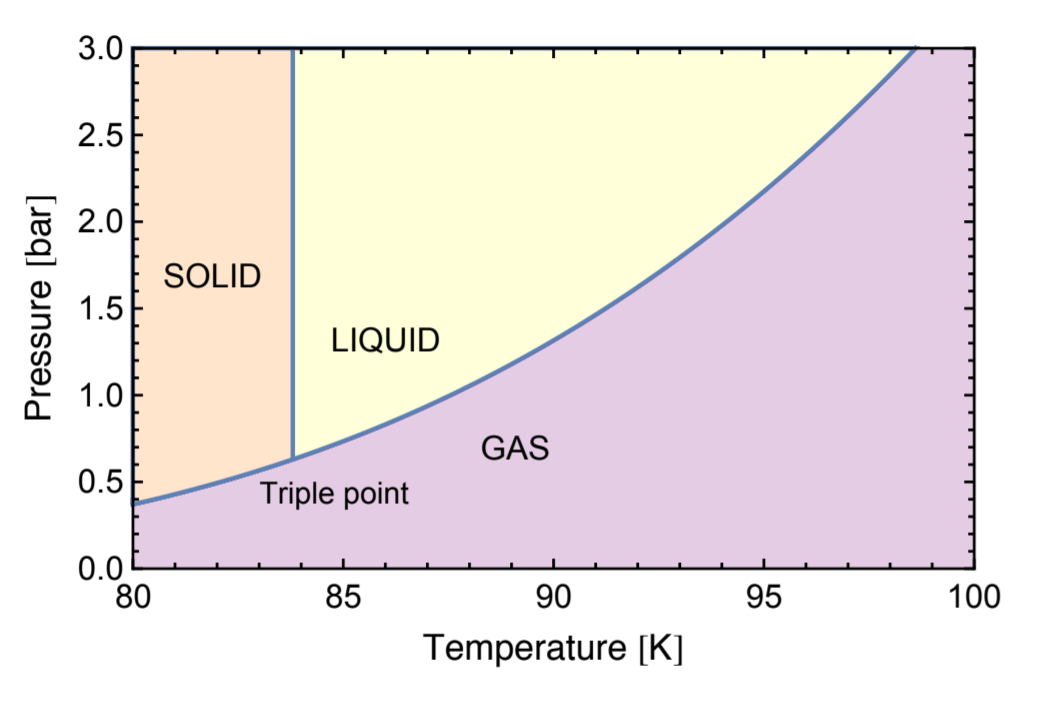 3.0
2.5
2.0
1.5
1.0
0.5
0.0
Pressure [bar]
SOLID
LIQUID
GAS
Triple point
80 85 90 95 100
Temperature [K]